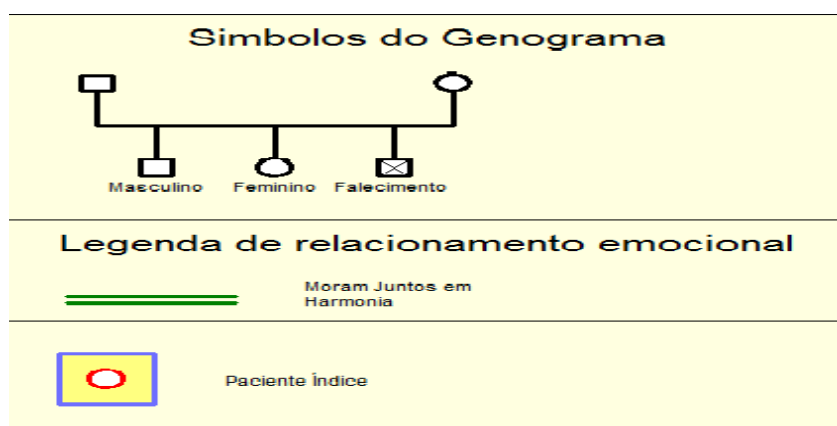 Simbolos do Genograma
Masculino Feminino Falecimento
Legenda de relacionamento emocional
Moram Juntos em
Harmonia
Paciente Índice